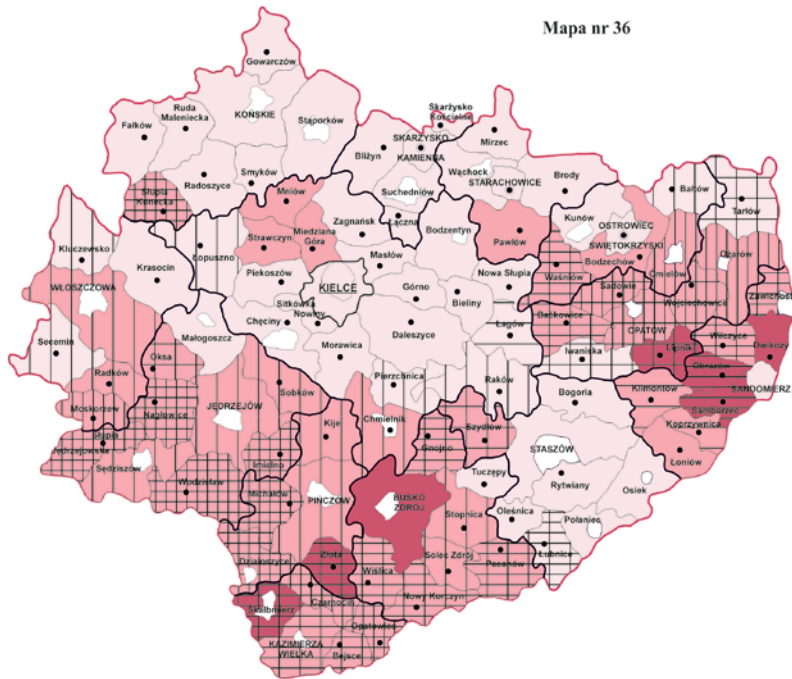 Mapa nr 36
Gowarczów
Ruda
Maleniecka
KOŃSKIE
Stąporków
Fałków
Skarżysko
Kościelne
SKARŻYSKO
KAMIENNA
Mirzec
Bliżyn
Wąchock
STARACHOWICE
Brody
Radoszyce
Smyków
Suchedniów
Bałtów
Tarłów
Słupia
Konecka
Mniów
Zagnańsk
Łączna
Bodzentyn
Kunów
OSTROWIEC
ŚWIĘTOKRZYSKI
Pawłów
Bodzechów
Ćmielów
Ożarów
Kluczewsko
Łopuszno
Strawczyn
Miedziana
Góra
Masłów
Waśniów
Krasocin
Piekoszów
KIELCE
Nowa Słupia
Sadowie
Wojciechowice
Zawichost
WŁOSZCZOWA
Sitkówka
Nowiny
Górno
Bieliny
Baćkowice
OPATÓW
Chęciny
Daleszyce
Łagów
Małogoszcz
Secemin
Morawica
Iwaniska
Lipnik
Wilczyce
Dwikozy
Obrazów
SANDOMIERZ
Oksa
Radków
Pierzchnica
Raków
Klimontów
Samborzec
Sobków
Bogoria
Moskorzew
Nagłowice
JĘDRZEJÓW
Kije
Chmielnik
Szydłów
Koprzywnica
Słupia
Jędrzejowska
Gnojno
STASZÓW
Łoniów
Sędziszów
Imielno
Tuczępy
Rytwiany
Osiek
Wodzisław
Michałów
PIŃCZÓW
BUSKO
ZDRÓJ
Stopnica
Oleśnica
Połaniec
Łubnice
Działoszyce
Złota
Wiślica
Solec Zdrój
Pacanów
Skalbmierz
Czarnocin
Nowy Korczyn
Opatowiec
KAZIMIERZA
WIELKA
Bejsce